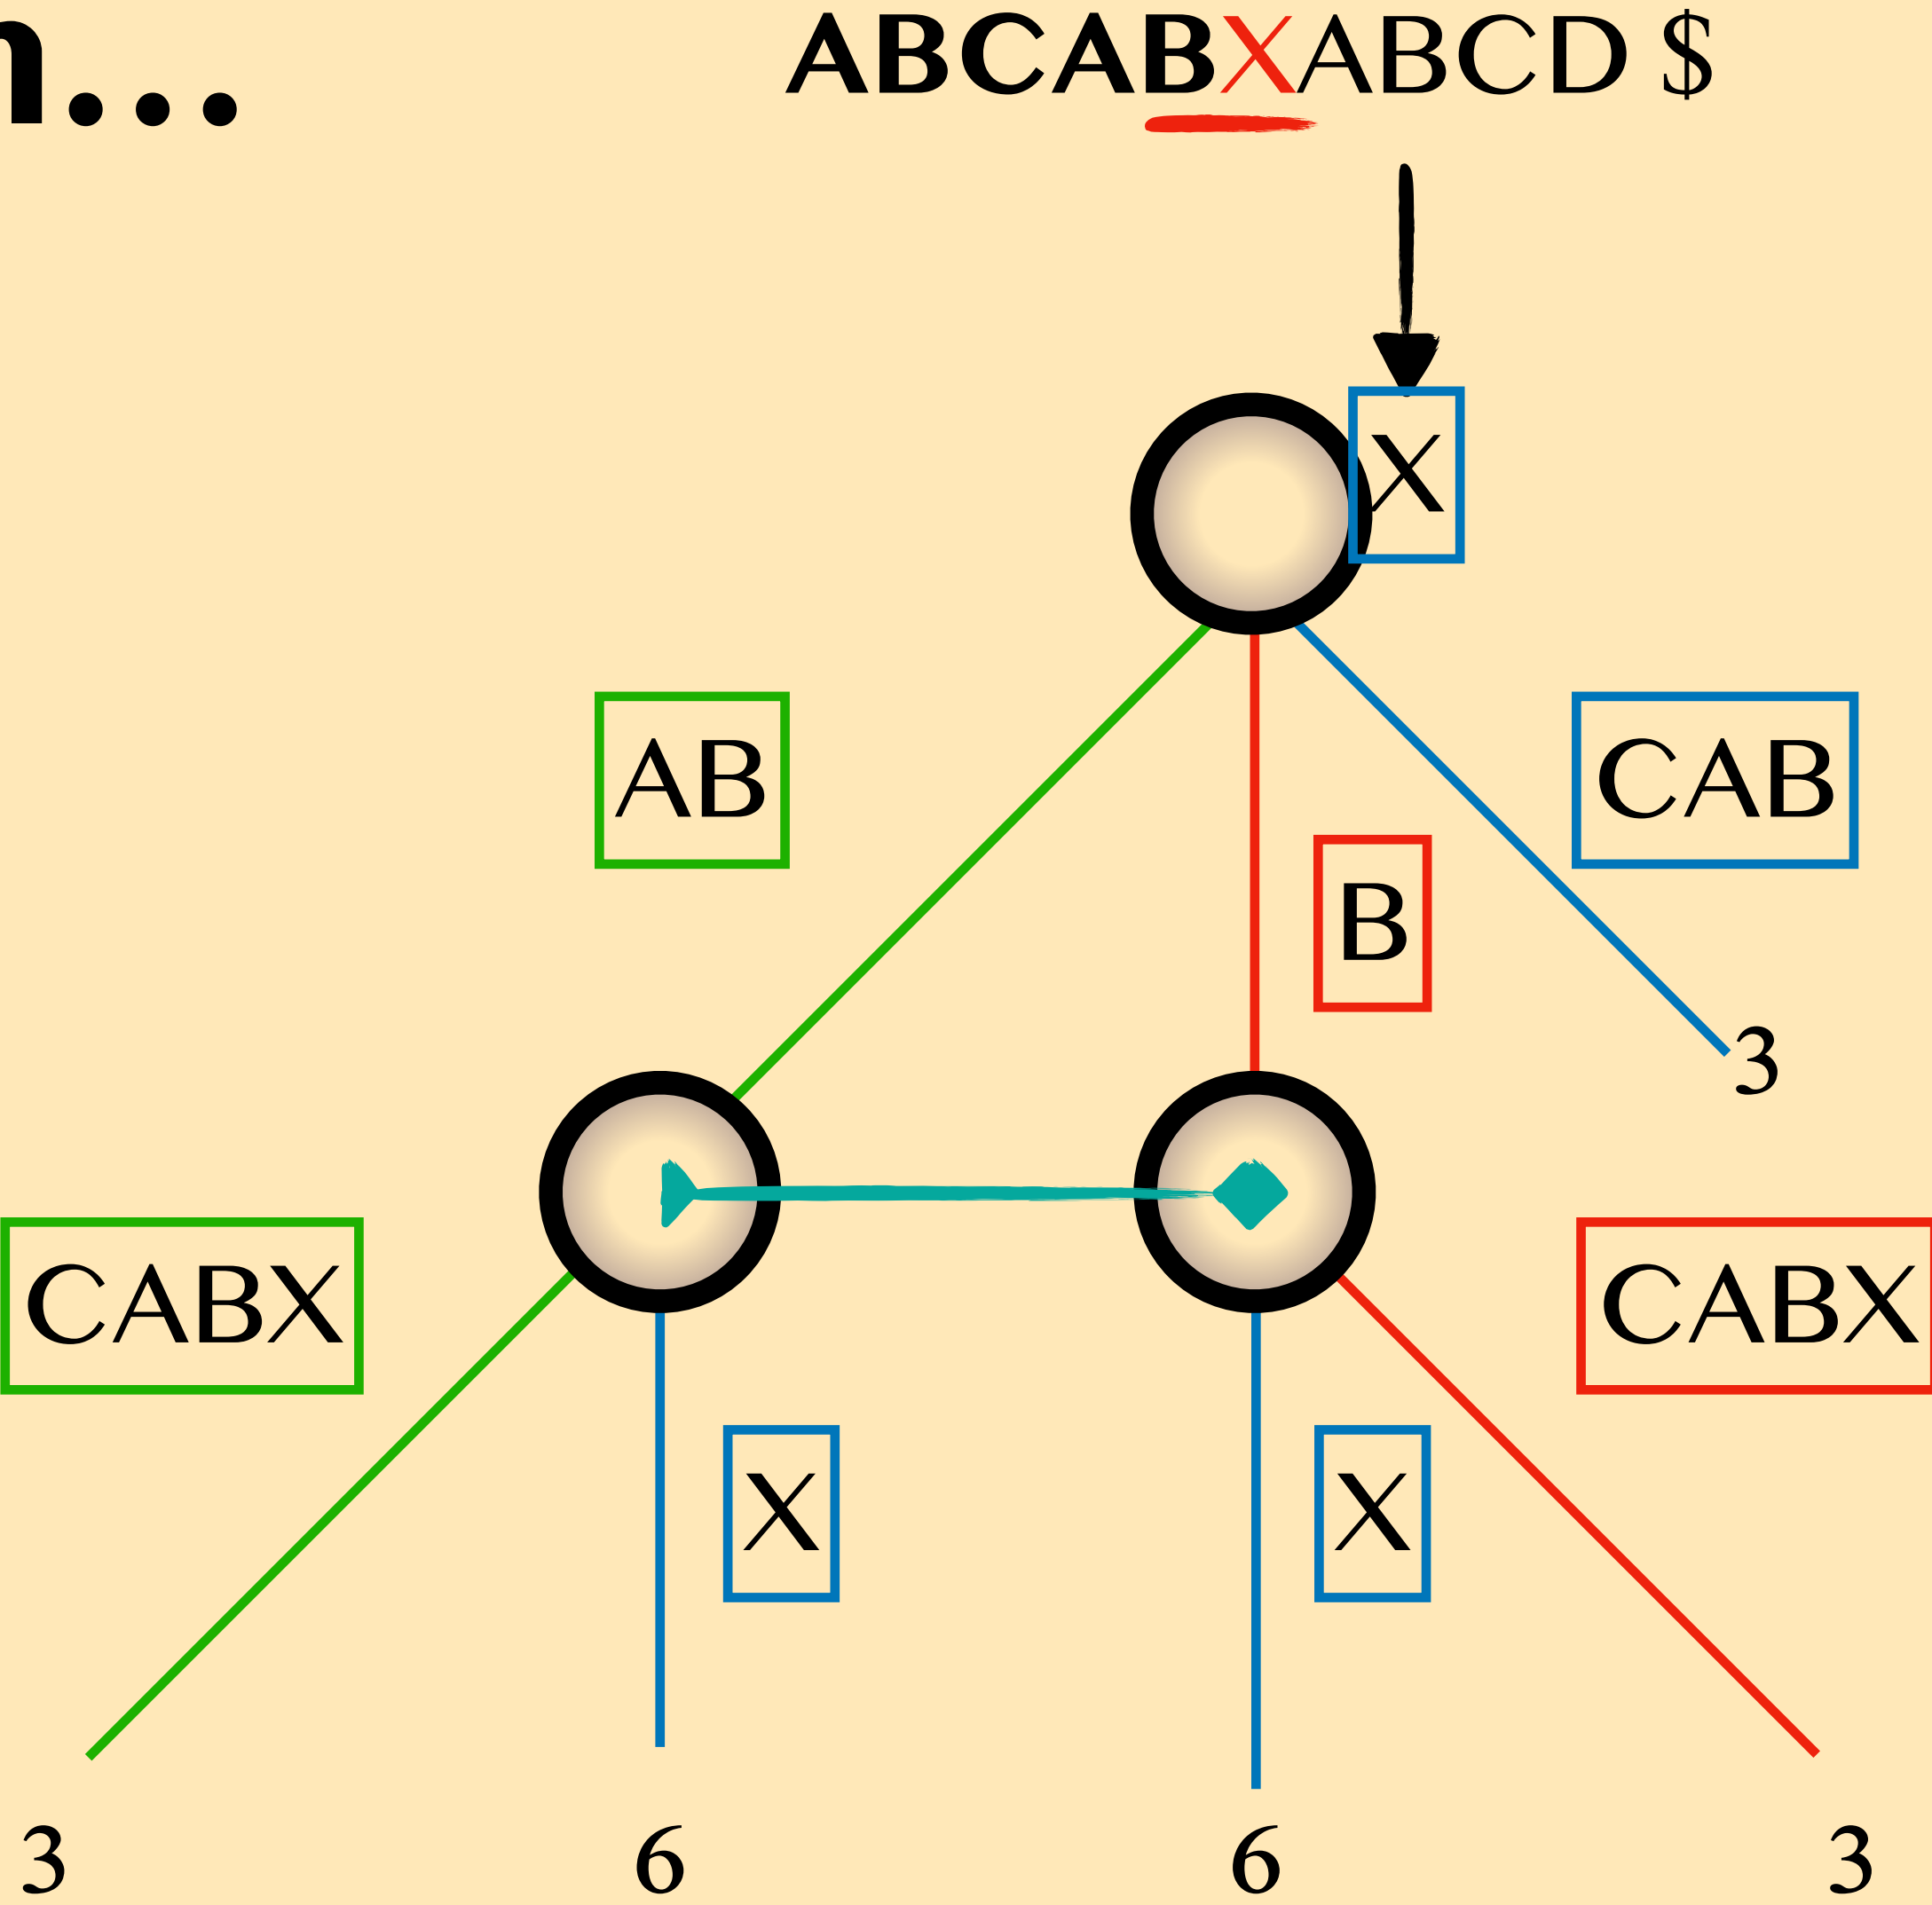 n.... ABCABXABCD $
X
AB CAB
B
3
CABX CABX
X X
3 6 6 3